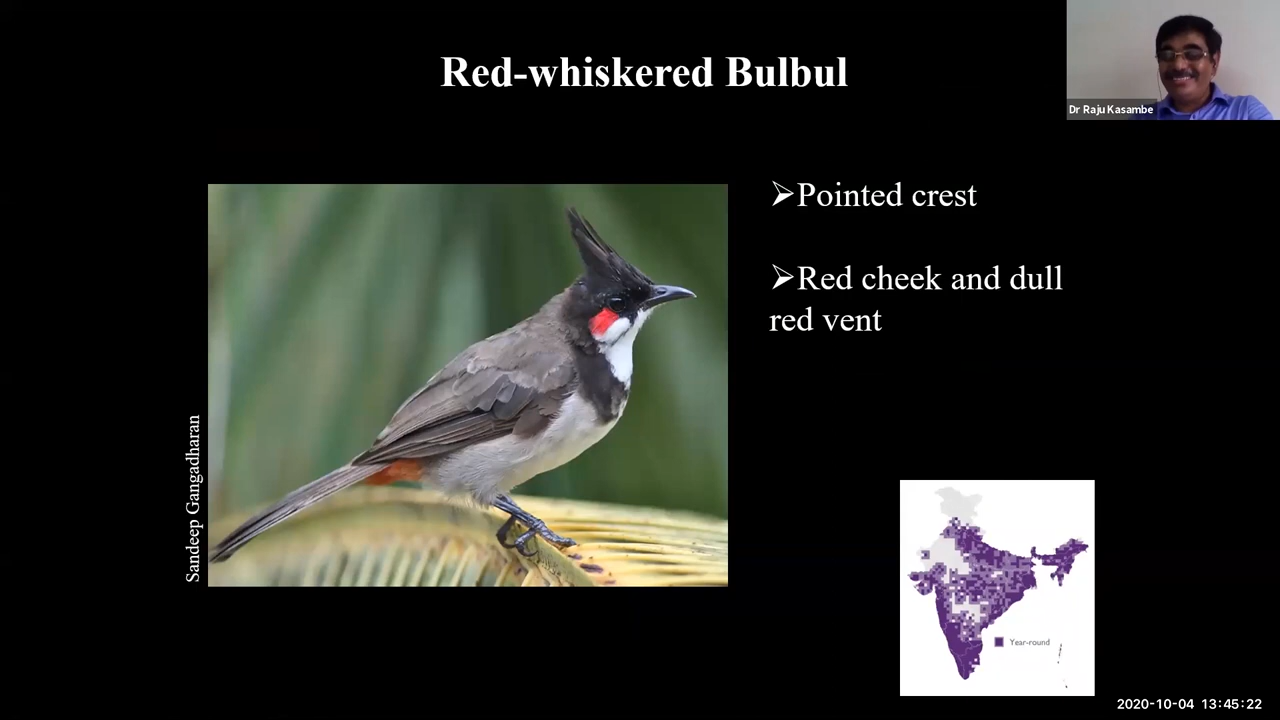 Red-whiskered Bulbul
Dr Raju Kasambe
➢Pointed crest
➢Red cheek and dull
red vent
Sandeep Gangadharan
Year-round
2020-10-04 13:45:22